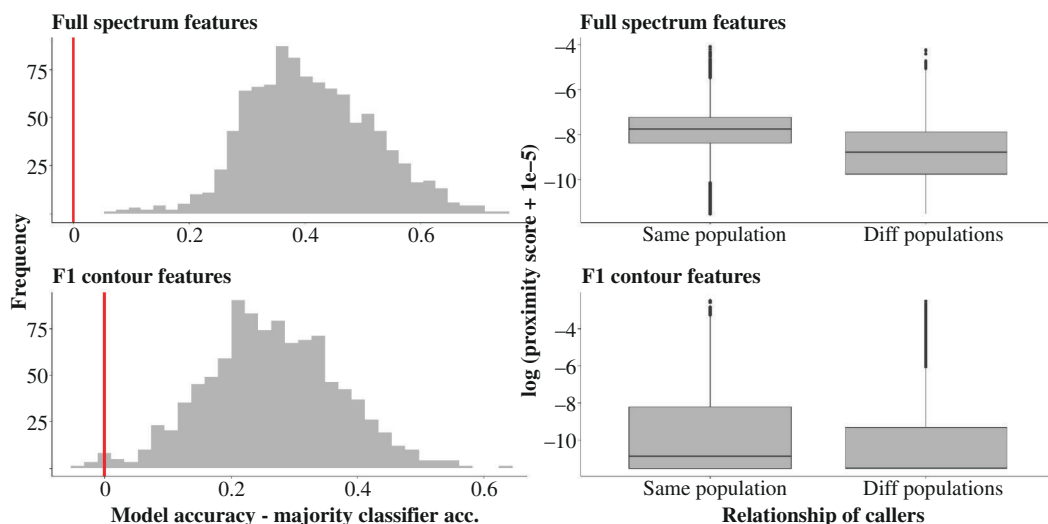 Full spectrum features
75
50
25
0
0.2
0.4
0.6
F1 contour features
75
50
25
0
0.2
0.4
0.6
Frequency
Model accuracy - majority classifier acc.
Full spectrum features
−4
−6
−8
−10
Same population
Diff populations
F1 contour features
−4
−6
−8
−10
Same population
Diff populations
log (proximity score + 1e−5)
Relationship of callers